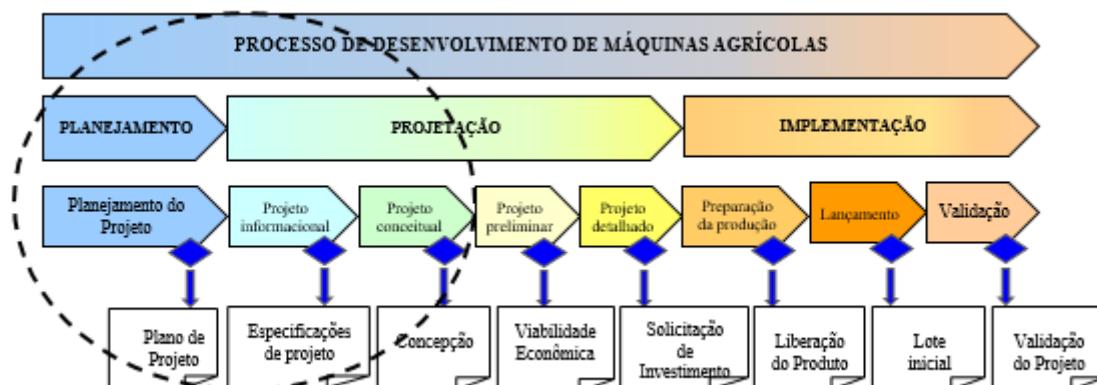 PROCESSO DE DESENVOLVIMENTO DE MÁQUINAS AGRÍCOLAS
PLANEJAMENTO
PROJETAÇÃO
IMPLEMENTAÇÃO
Planejamento do
Projeto
Projeto
informacional
Projeto
conceitual
Projeto
preliminar
Projeto
detalhado
Preparação
da produção
Lançamento
Validação
Plano de
Projeto
Especificações
de projeto
Concepção
Viabilidade
Econômica
Solicitação
de
Investimento
Liberação
do Produto
Lote
inicial
Validação
do Projeto